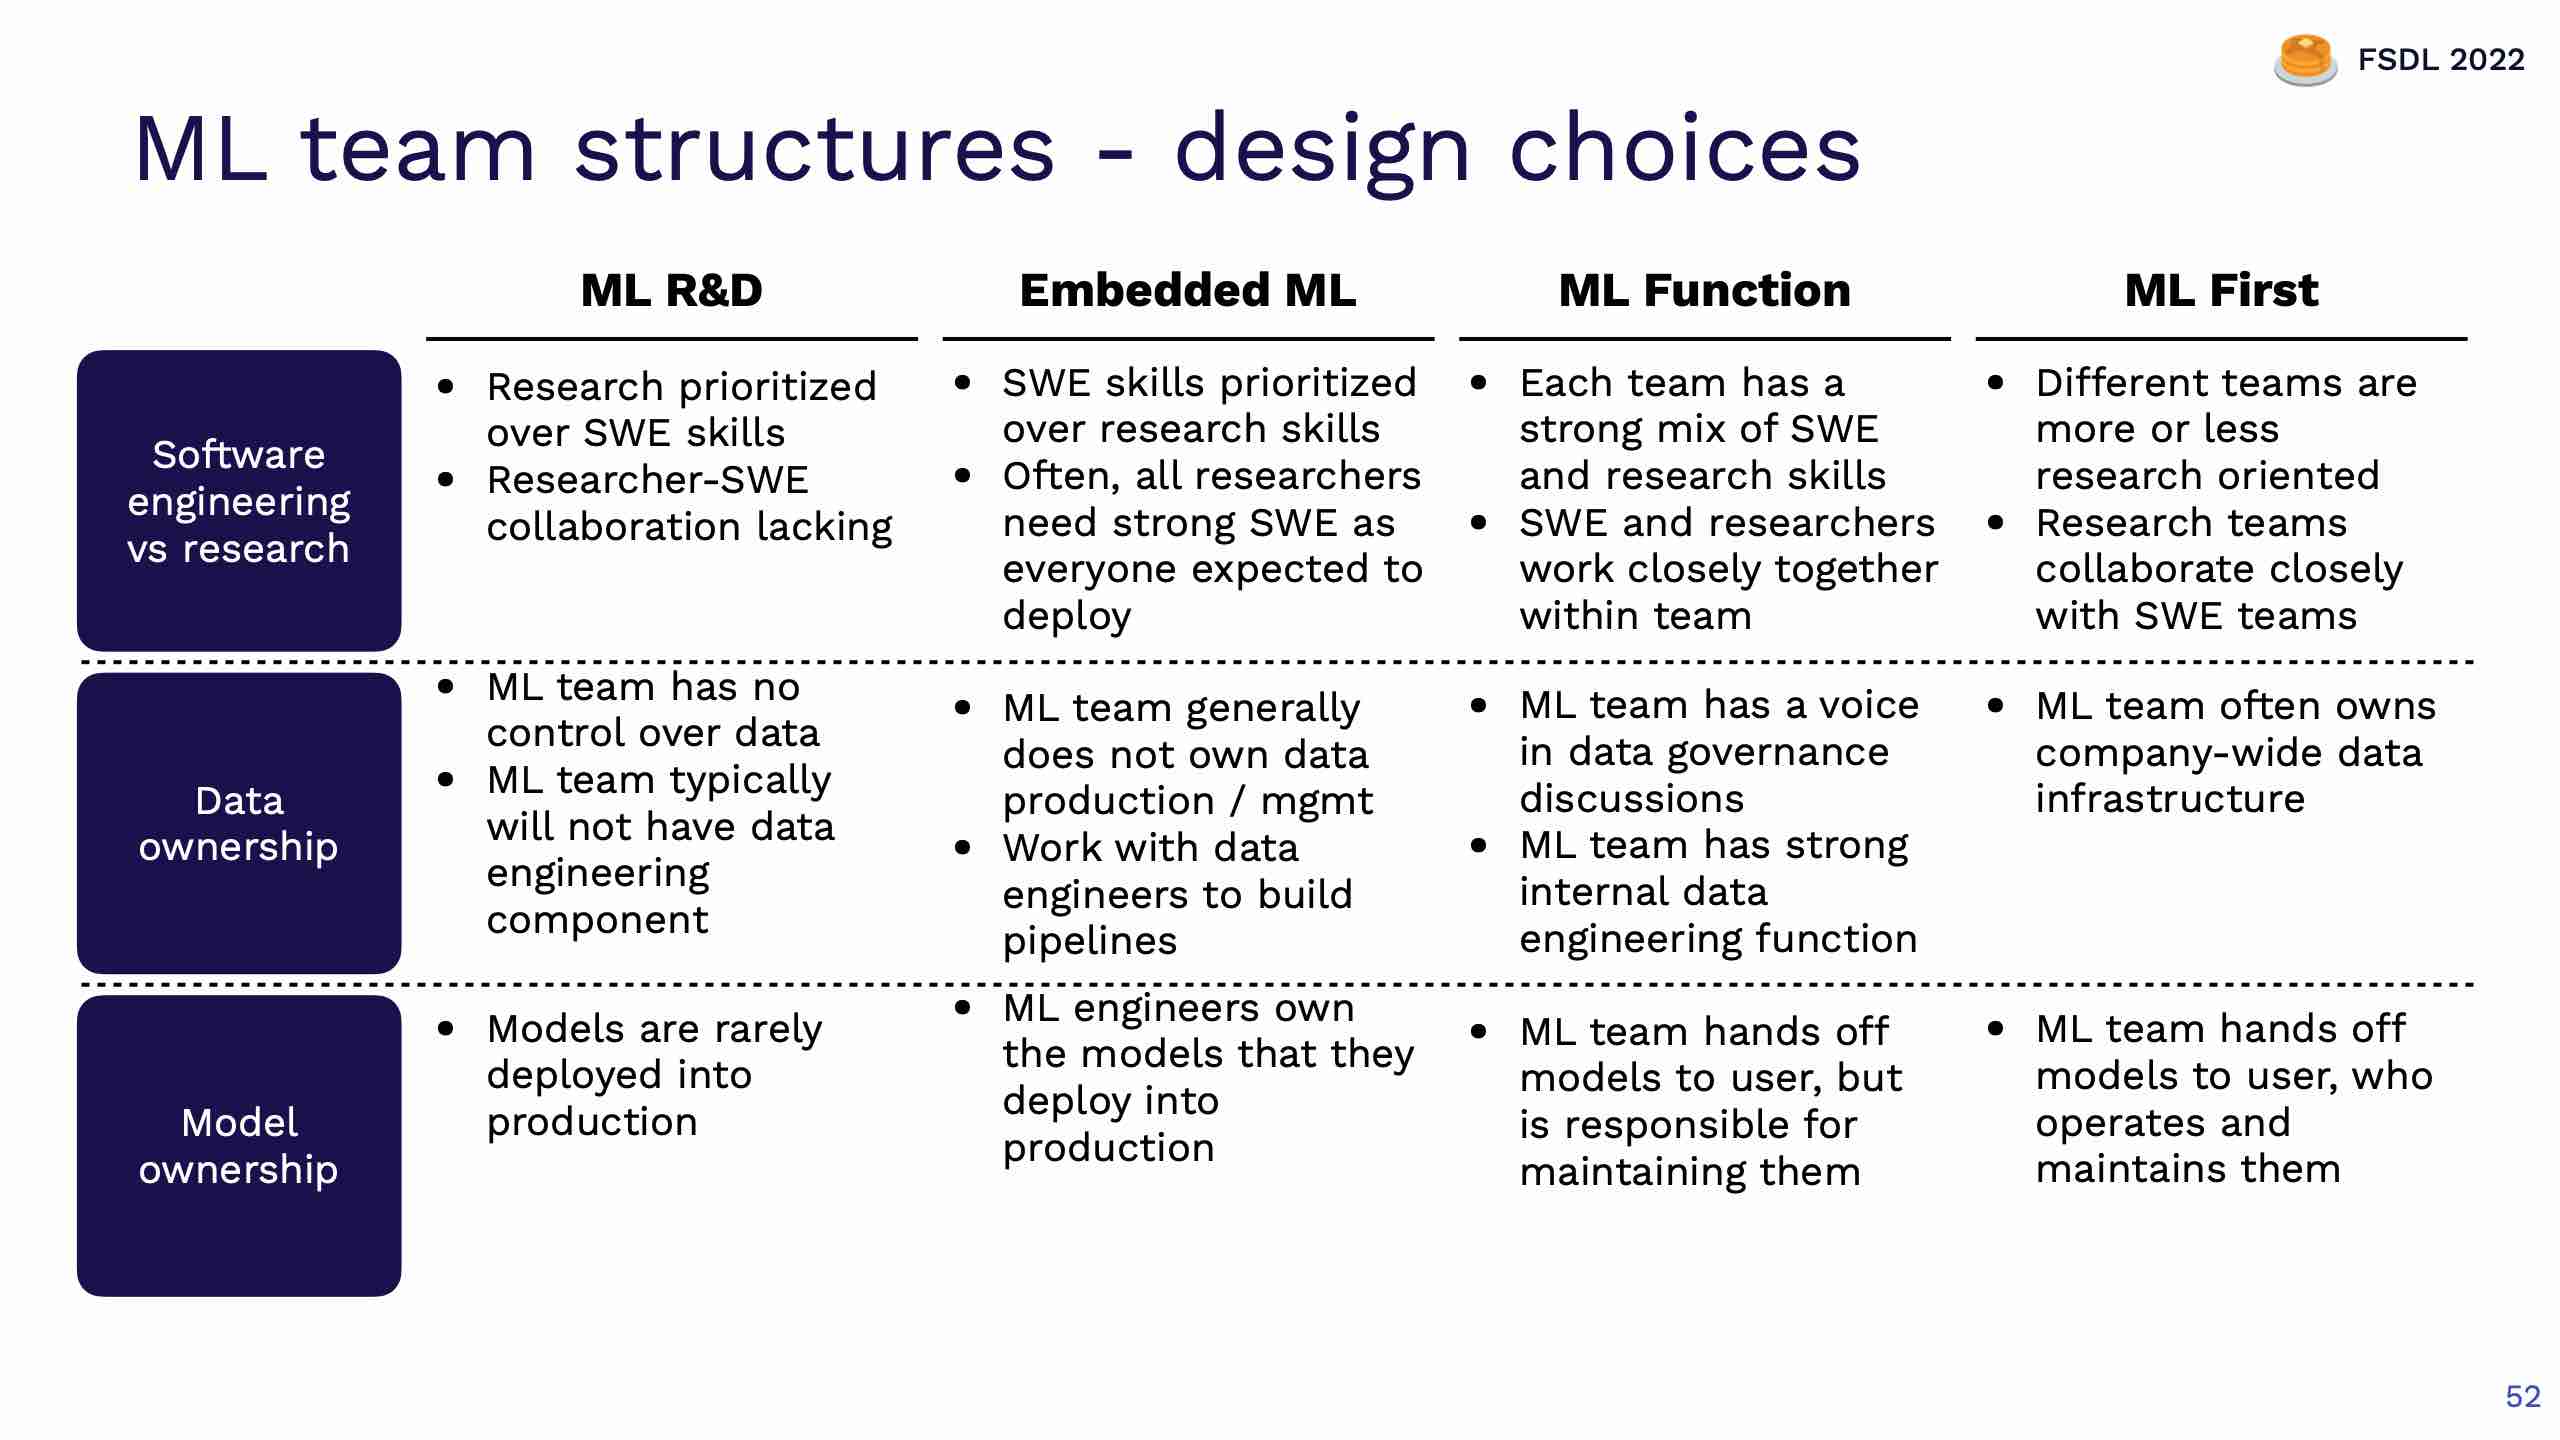 FSDL 2022
ML team structures - design choices
ML R&D
Embedded ML
ML Function
ML First
Software
engineering
vs research
• Research prioritized
over SWE skills
• Researcher-SWE
collaboration lacking
• SWE skills prioritized
over research skills
• Often, all researchers
need strong SWE as
everyone expected to
deploy
• Each team has a
strong mix of SWE
and research skills
• SWE and researchers
work closely together
within team
• Different teams are
more or less
research oriented
• Research teams
collaborate closely
with SWE teams
Data
ownership
• ML team has no
control over data
• ML team typically
will not have data
engineering
component
• ML team generally
does not own data
production / mgmt
• Work with data
engineers to build
pipelines
• ML team has a voice
in data governance
discussions
• ML team has strong
internal data
engineering function
• ML team often owns
company-wide data
infrastructure
Model
ownership
• Models are rarely
deployed into
production
• ML engineers own
the models that they
deploy into
production
• ML team hands off
models to user, but
is responsible for
maintaining them
• ML team hands off
models to user, who
operates and
maintains them
52